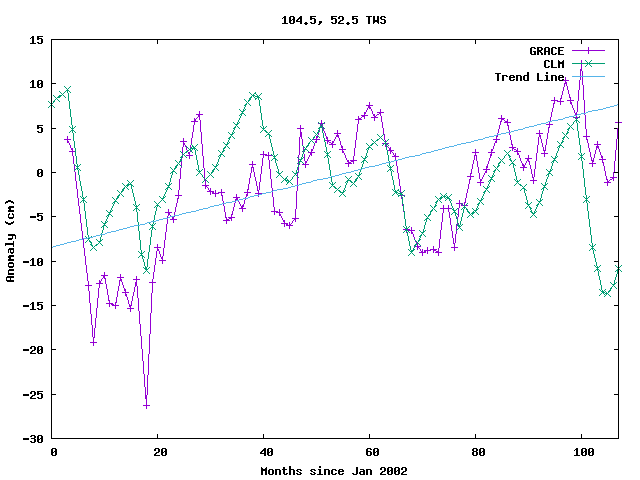 104.5, 52.5 TWS
GRACE
CLM
Trend Line
15
10
5
0
-5
-10
-15
-20
-25
-30
Anomaly (cm)
0 20 40 60 80 100
Months since Jan 2002